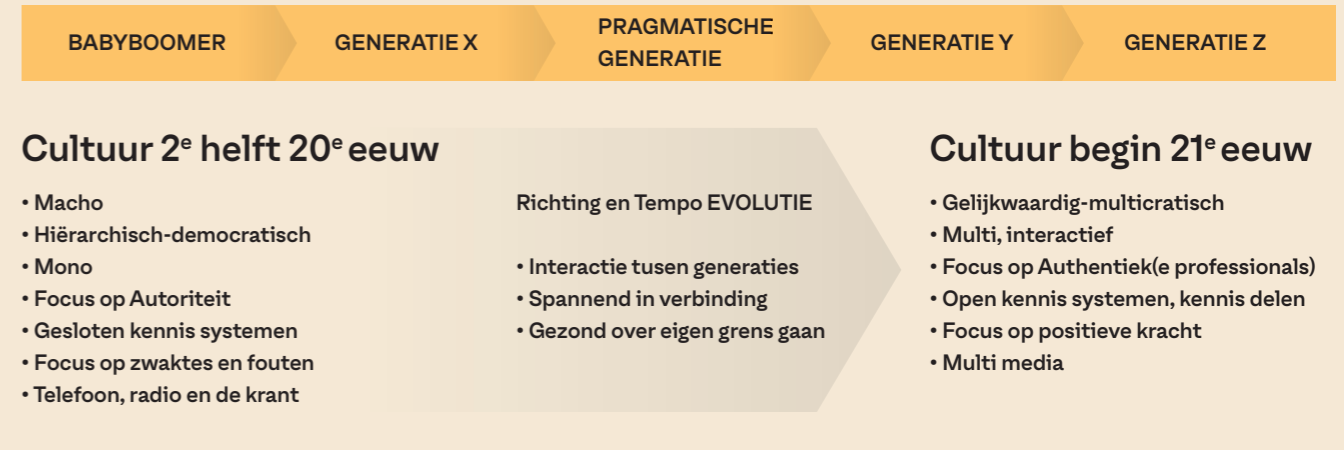 BABYBOOMER
GENERATIE X
PRAGMATISCHE
GENERATIE
GENERATIE Y
GENERATIE Z
Cultuur 2e helft 20e eeuw
• Macho
• Hiërarchisch-democratisch
• Mono
• Focus op Autoriteit
• Gesloten kennis systemen
• Focus op zwaktes en fouten
• Telefoon, radio en de krant
Richting en Tempo EVOLUTIE
• Interactie tusen generaties
• Spannend in verbinding
• Gezond over eigen grens gaan
Cultuur begin 21e eeuw
• Gelijkwaardig-multicratisch
• Multi, interactief
• Focus op Authentiek(e professionals)
• Open kennis systemen, kennis delen
• Focus op positieve kracht
• Multi media